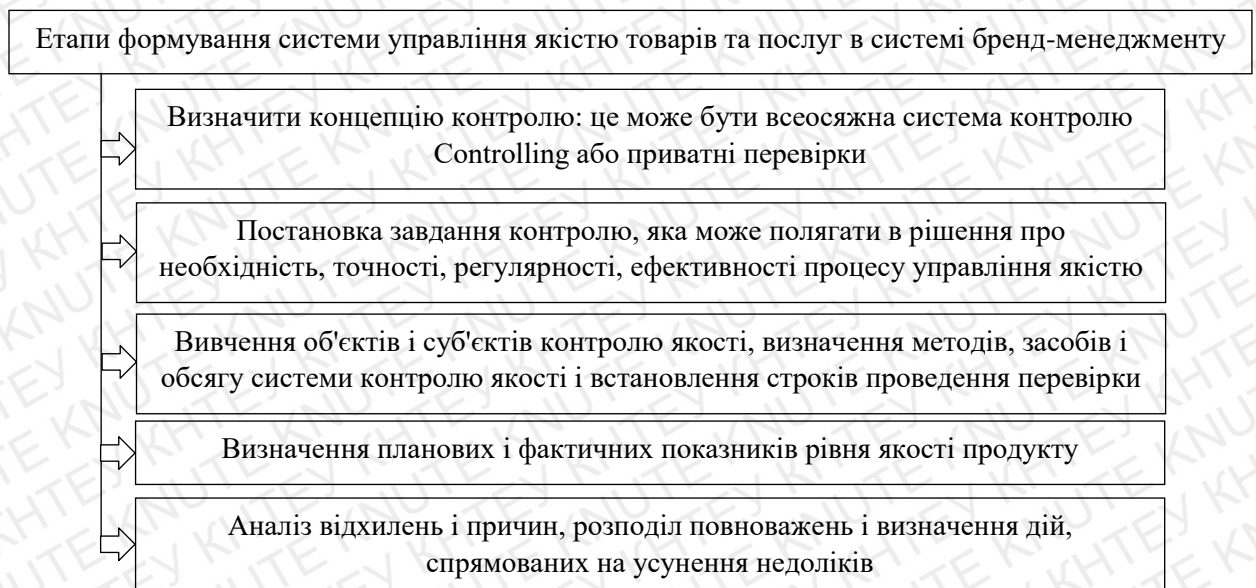 Етапи формування системи управління якістю товарів та послуг в системі бренд-менеджменту
Визначити концепцію контролю: це може бути всеосяжна система контролю
Controlling або приватні перевірки
Постановка завдання контролю, яка може полягати в рішення про
необхідність, точності, регулярності, ефективності процесу управління якістю
Вивчення об'єктів і суб'єктів контролю якості, визначення методів, засобів і
обсягу системи контролю якості і встановлення строків проведення перевірки
Визначення планових і фактичних показників рівня якості продукту
Аналіз відхилень і причин, розподіл повноважень і визначення дій,
спрямованих на усунення недоліків